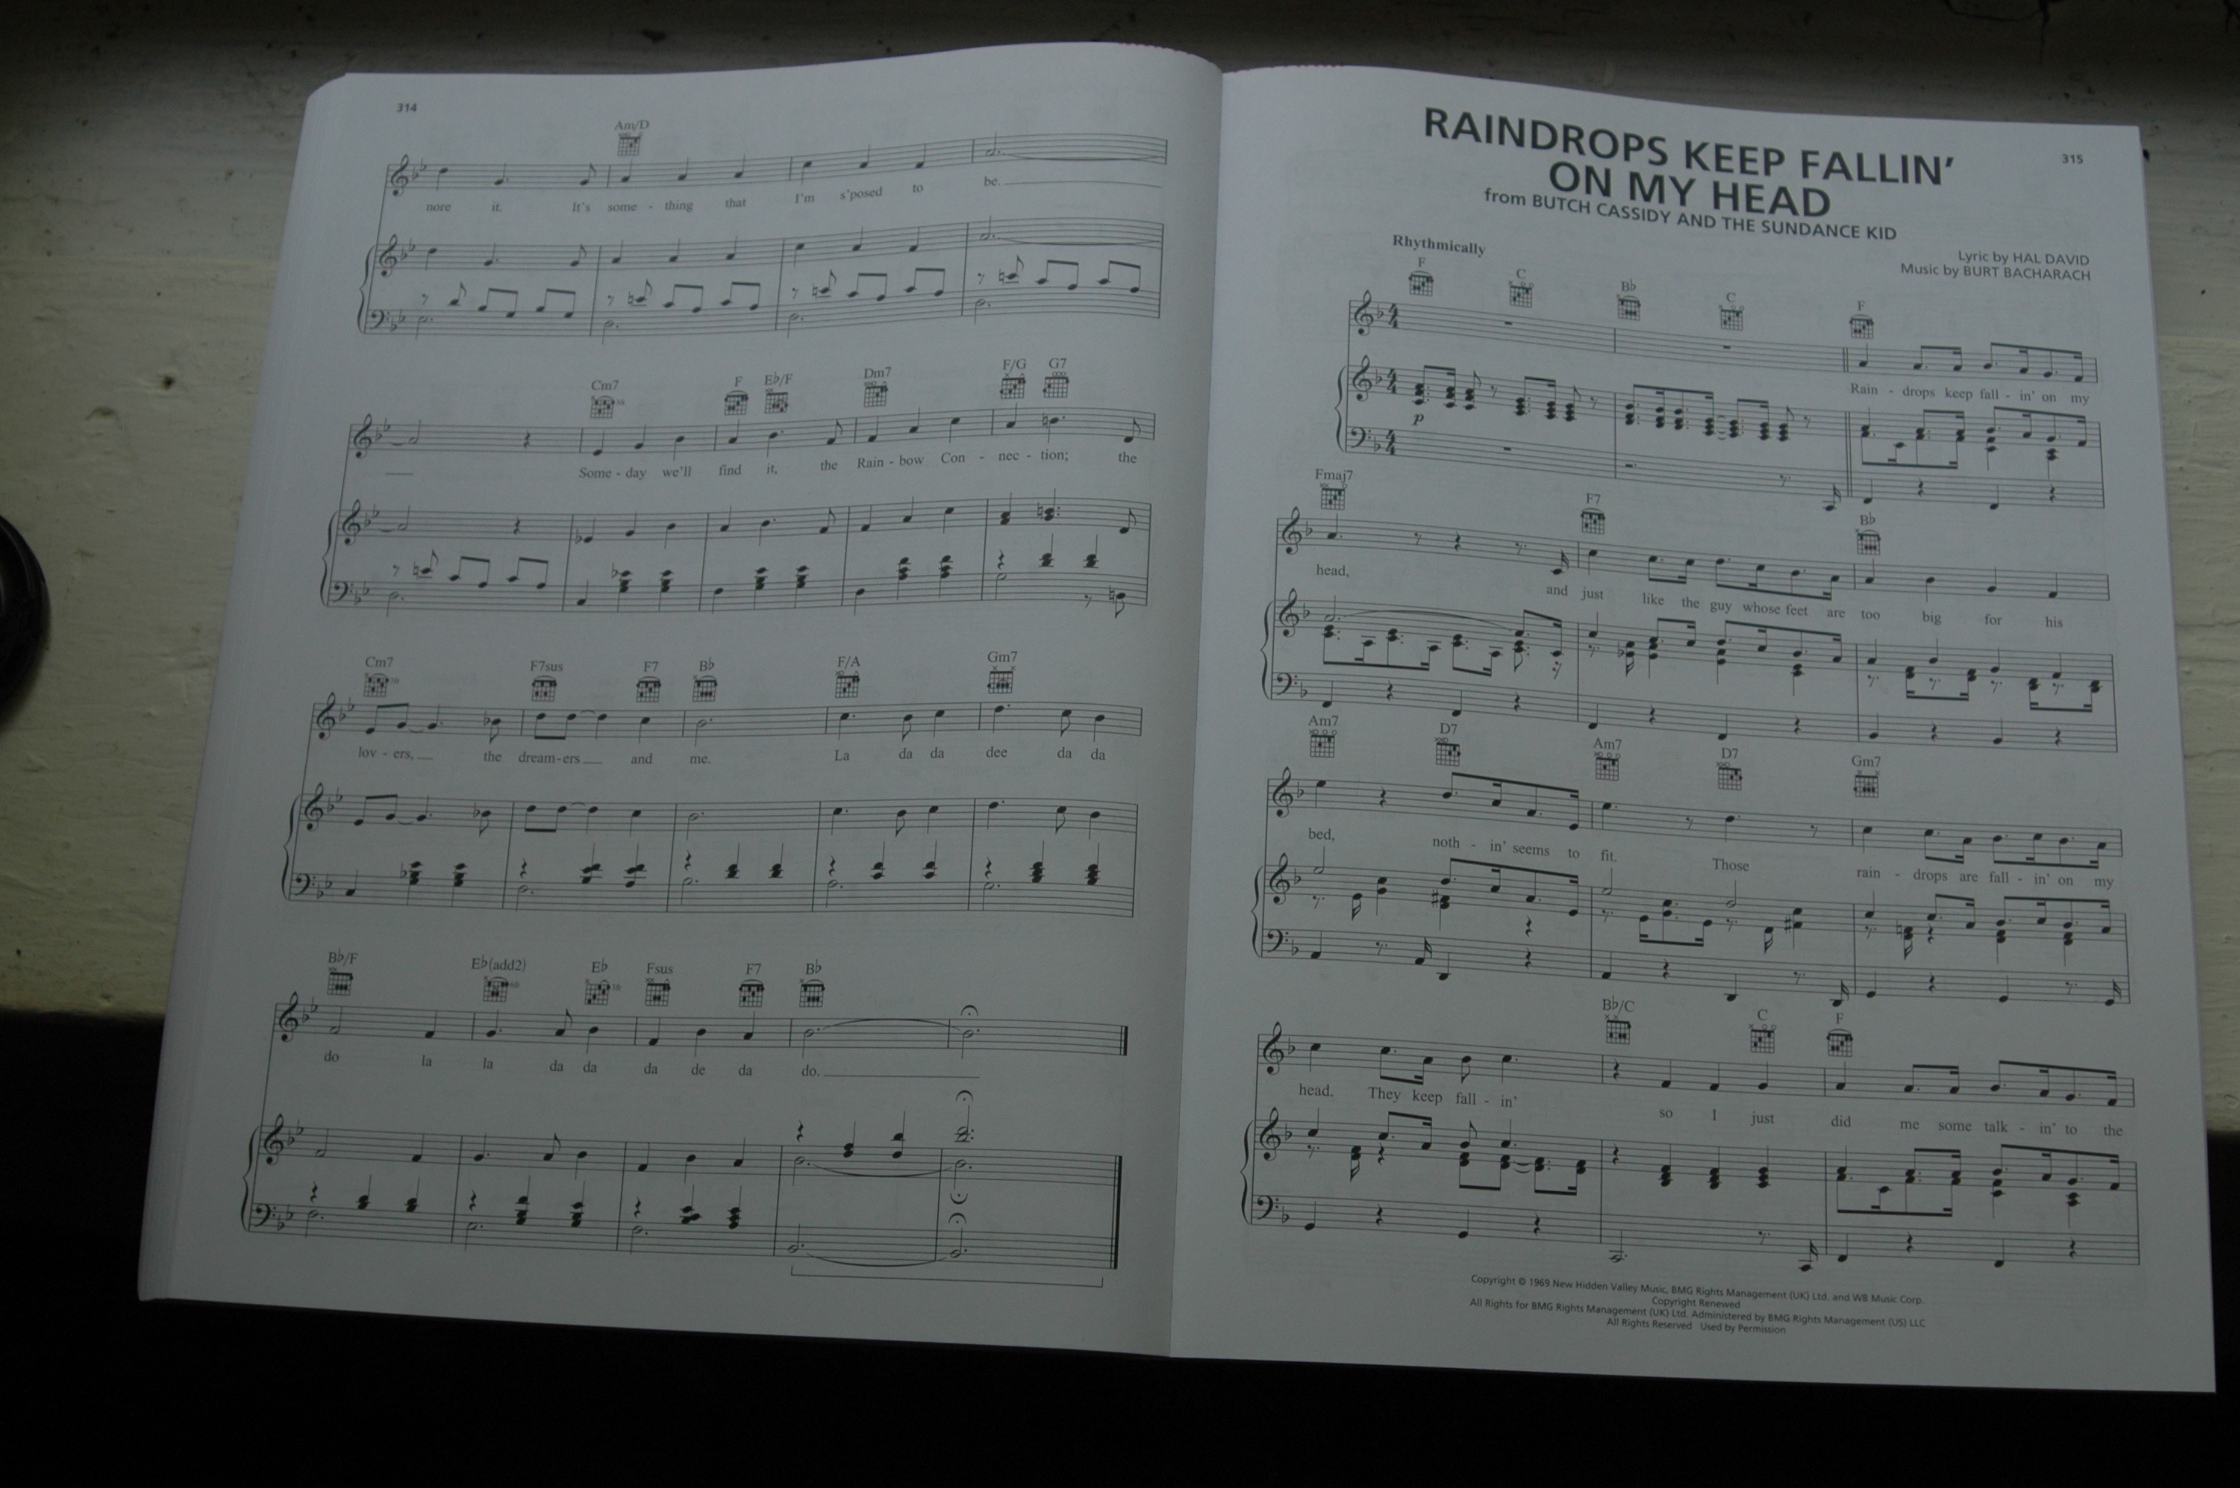 314
Am/D
nore it. It's some - thing that I'm s'posed to be.
Cm7 F E♭/F Dm7 F/G G7
Some - day we'll find it, the Rain - bow Con - nec - tion; the
Cm7 F7sus F7 B♭ F/A Gm7
lov - ers, the dream - ers and me. La da da dee da da
B♭/F E♭(add2) E♭ Fsus F7 B♭
do la la da da da de da do.
315
RAINDROPS KEEP FALLIN'
ON MY HEAD
from BUTCH CASSIDY AND THE SUNDANCE KID
Lyric by HAL DAVID
Music by BURT BACHARACH
Rhythmically
F C B♭ C F
Rain - drops keep fall - in' on my
p
Fmaj7 F7 B♭
head, and just like the guy whose feet are too big for his
Am7 D7 Am7 D7 Gm7
bed, noth - in' seems to fit. Those rain - drops are fall - in' on my
B♭/C C F
head. They keep fall - in' so I just did me some talk - in' to the
Copyright © 1969 New Hidden Valley Music, BMG Rights Management (UK) Ltd. and WB Music Corp.
Copyright Renewed
All Rights for BMG Rights Management (UK) Ltd. Administered by BMG Rights Management (US) LLC
All Rights Reserved Used by Permission